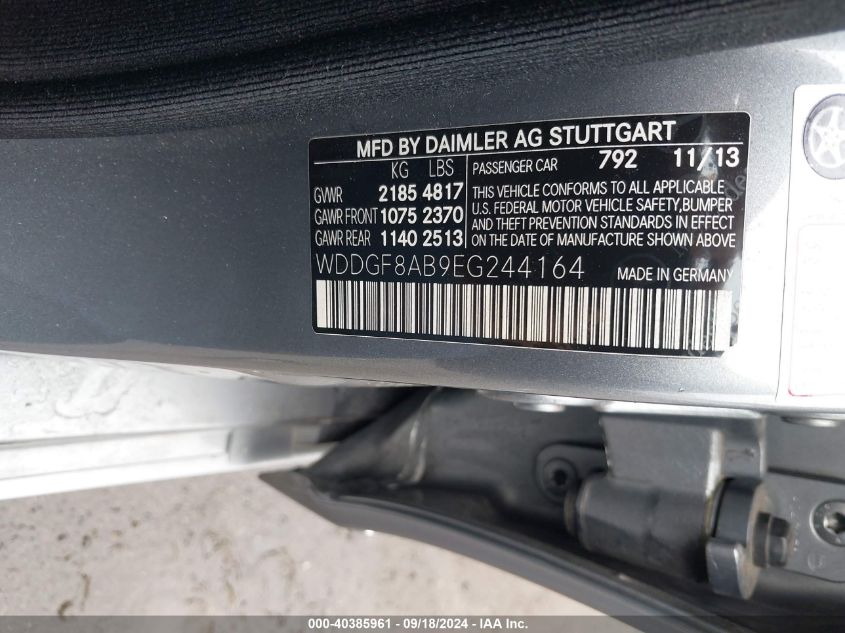 MFD BY DAIMLER AG STUTTGART
KG LBS
GVWR 2185 4817
GAWR FRONT 1075 2370
GAWR REAR 1140 2513
PASSENGER CAR 792 11/13
THIS VEHICLE CONFORMS TO ALL APPLICABLE
U.S. FEDERAL MOTOR VEHICLE SAFETY,BUMPER
AND THEFT PREVENTION STANDARDS IN EFFECT
ON THE DATE OF MANUFACTURE SHOWN ABOVE
WDDGF8AB9EG244164 MADE IN GERMANY
000-40385961 - 09/18/2024 - IAA Inc.